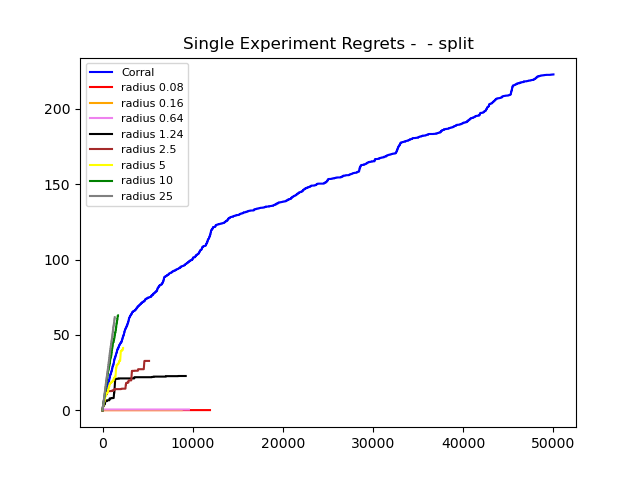 Single Experiment Regrets -  - split
Corral
radius 0.08
radius 0.16
radius 0.64
radius 1.24
radius 2.5
radius 5
radius 10
radius 25
200
150
100
50
0
0 10000 20000 30000 40000 50000